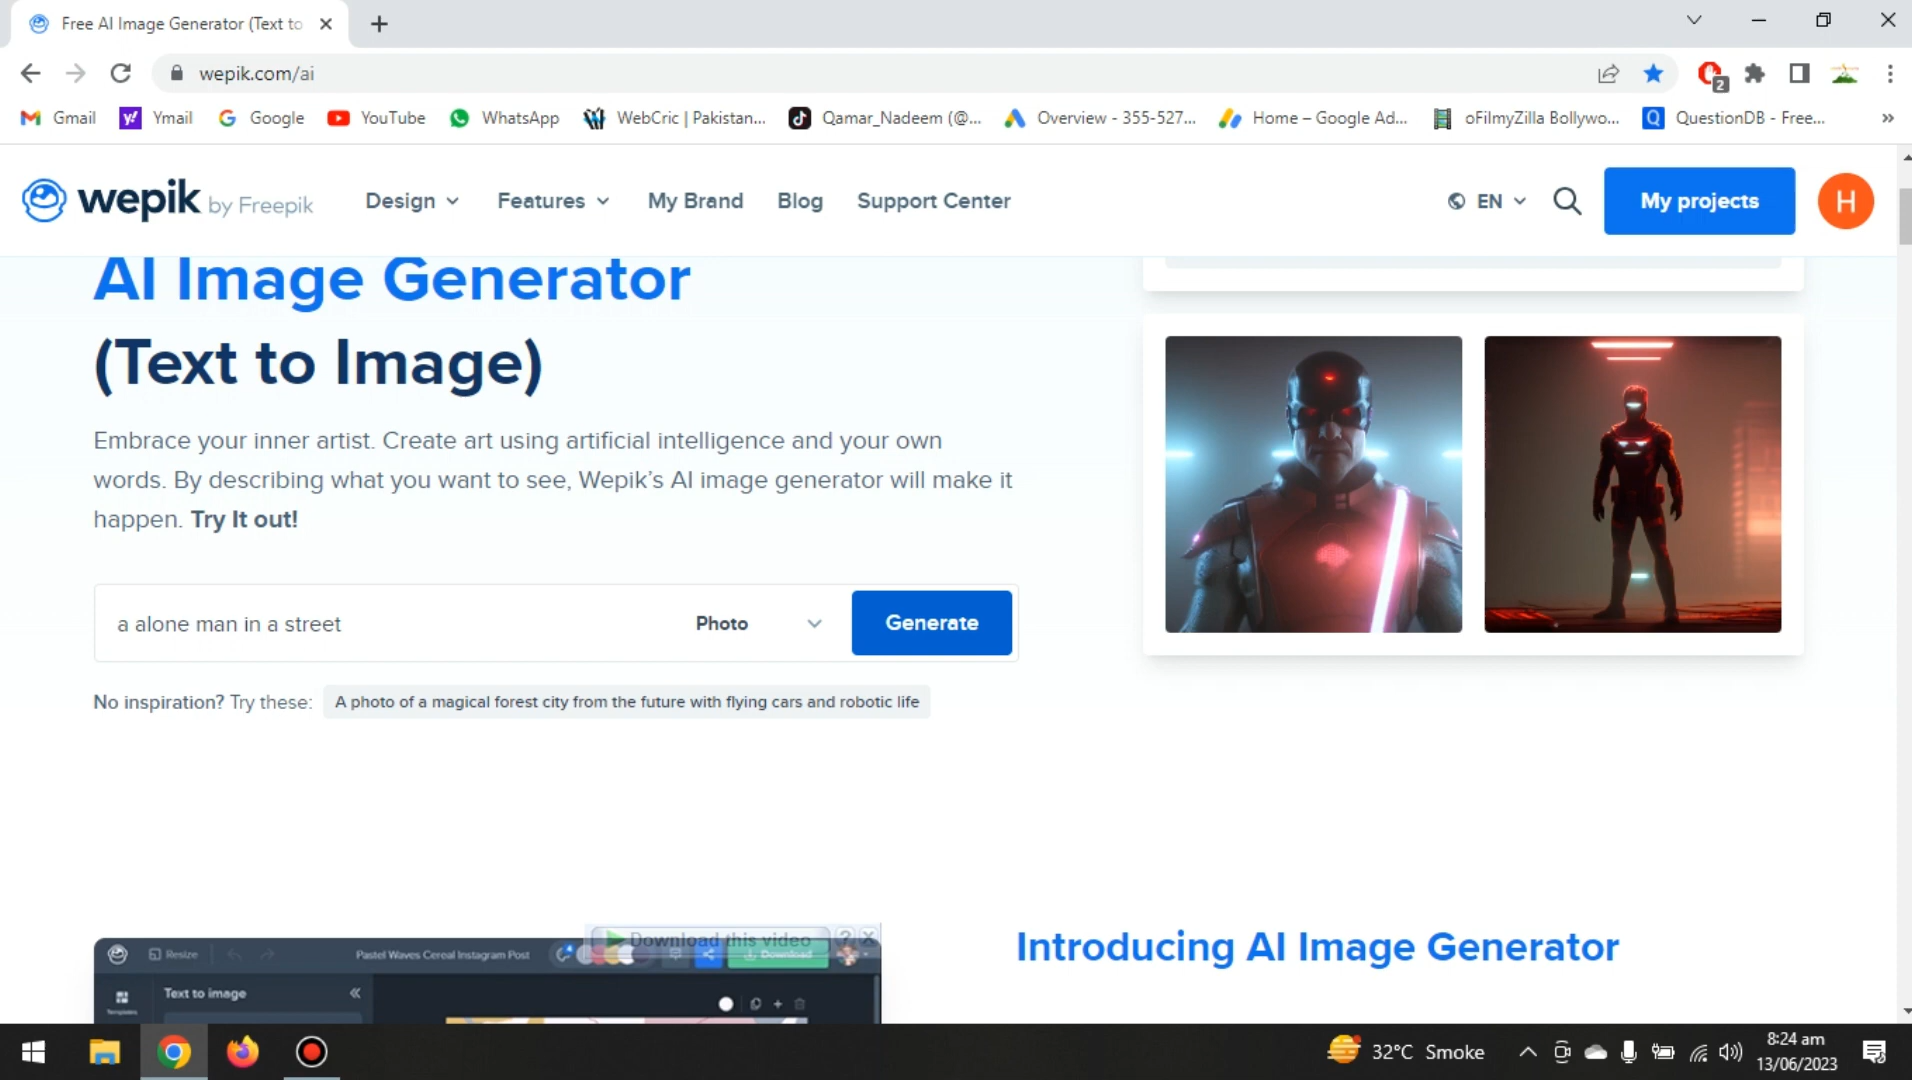 Free AI Image Generator (Text to
wepik.com/ai
2
Gmail
Ymail
Google
YouTube
WhatsApp
WebCric | Pakistan...
Qamar_Nadeem (@...
Overview - 355-527...
Home – Google Ad...
oFilmyZilla Bollywo...
QuestionDB - Free...
wepik by Freepik
Design
Features
My Brand
Blog
Support Center
EN
My projects
H
AI Image Generator
(Text to Image)
Embrace your inner artist. Create art using artificial intelligence and your own
words. By describing what you want to see, Wepik’s AI image generator will make it
happen. Try It out!
a alone man in a street
Photo
Generate
No inspiration? Try these:
A photo of a magical forest city from the future with flying cars and robotic life
Download this video
Resize
Pastel Waves Cereal Instagram Post
Download
Text to image
Templates
Introducing AI Image Generator
32°C Smoke
8:24 am
13/06/2023